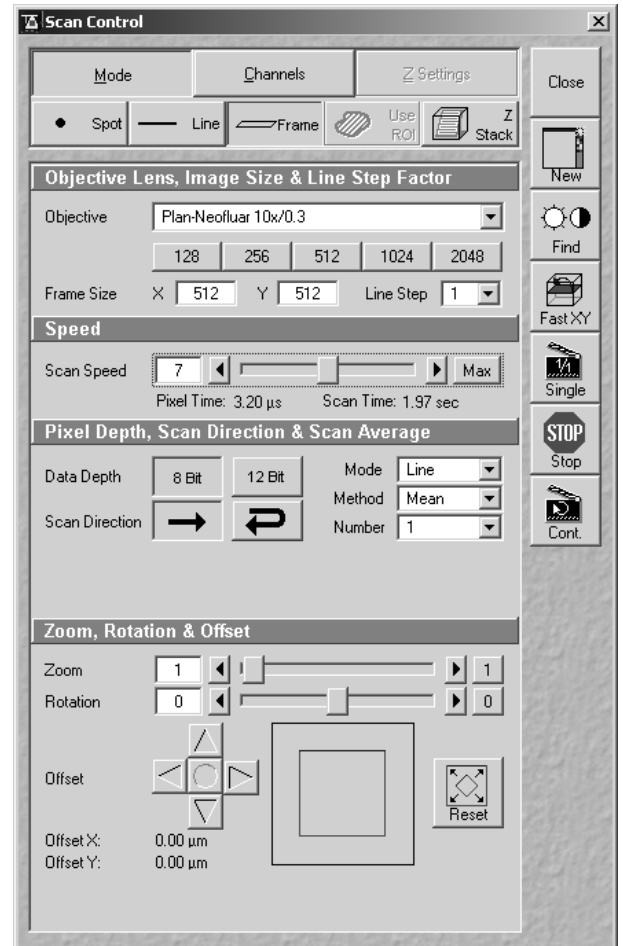 Scan Control
Mode Channels Z Settings Close
Spot Line Frame Use ROI Z Stack
New
Objective Lens, Image Size & Line Step Factor
Objective Plan-Neofluar 10x/0.3
Find
128 256 512 1024 2048
Frame Size X 512 Y 512 Line Step 1
Fast XY
Speed
Scan Speed 7 Max
1/1
Single
Pixel Time: 3.20 µs Scan Time: 1.97 sec
Pixel Depth, Scan Direction & Scan Average
STOP
Stop
Data Depth 8 Bit 12 Bit Mode Line
Method Mean
Scan Direction Number 1
Cont.
Zoom, Rotation & Offset
Zoom 1 1
Rotation 0 0
Offset
Reset
Offset X: 0.00 µm
Offset Y: 0.00 µm